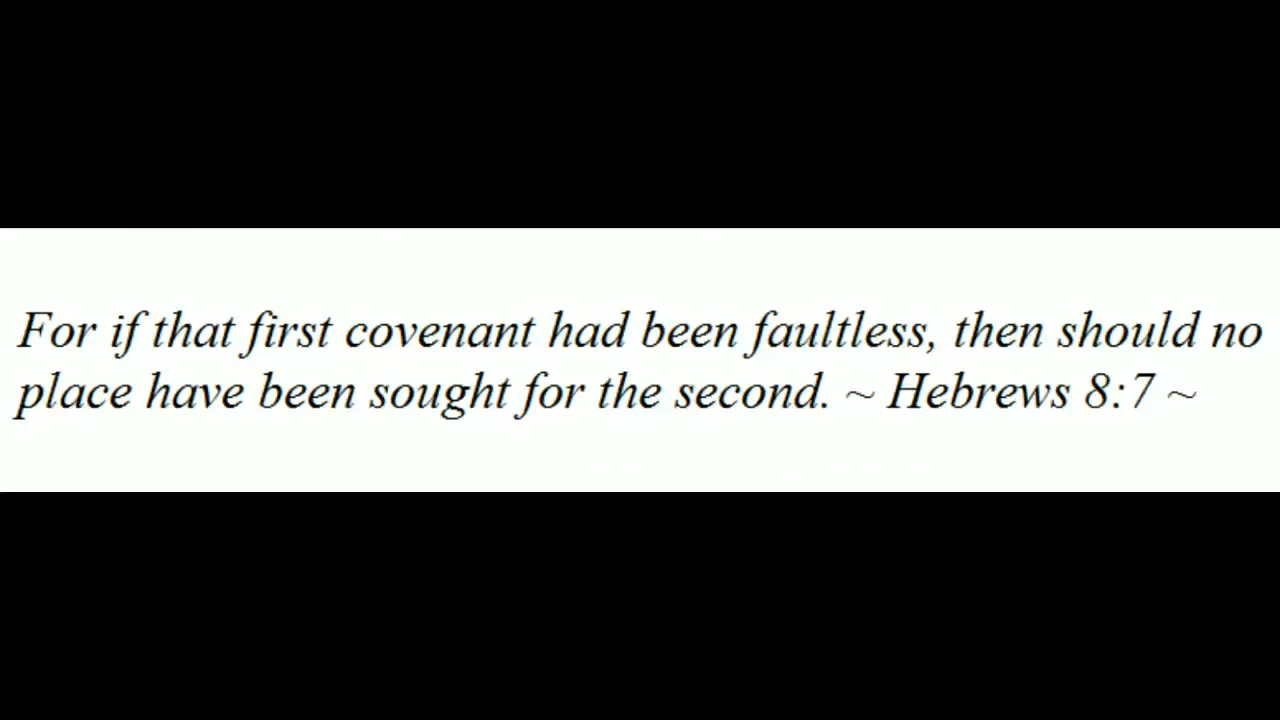 For if that first covenant had been faultless, then should no
place have been sought for the second. ~ Hebrews 8:7 ~